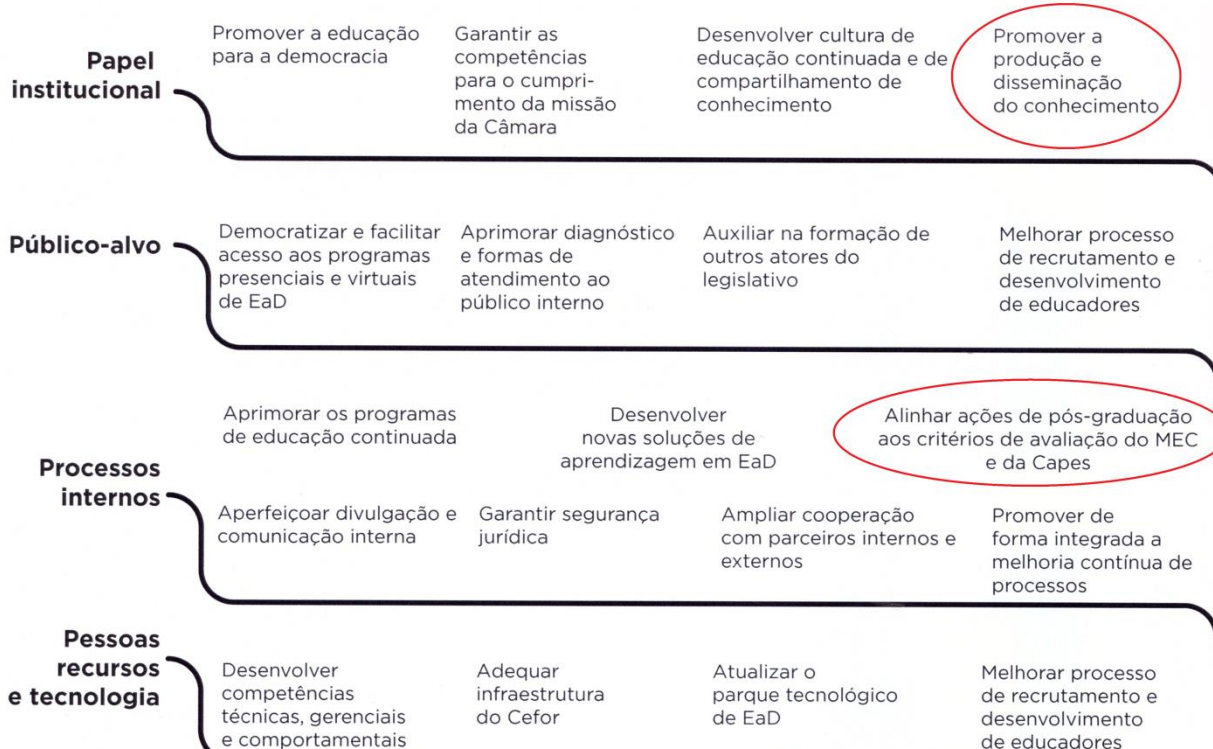 Papel
institucional
Promover a educação
para a democracia
Garantir as
competências
para o cumpri-
mento da missão
da Câmara
Desenvolver cultura de
educação continuada e de
compartilhamento de
conhecimento
Promover a
produção e
disseminação
do conhecimento
Público-alvo
Democratizar e facilitar
acesso aos programas
presenciais e virtuais
de EaD
Aprimorar diagnóstico
e formas de
atendimento ao
público interno
Auxiliar na formação de
outros atores do
legislativo
Melhorar processo
de recrutamento e
desenvolvimento
de educadores
Processos
internos
Aprimorar os programas
de educação continuada
Desenvolver
novas soluções de
aprendizagem em EaD
Alinhar ações de pós-graduação
aos critérios de avaliação do MEC
e da Capes
Aperfeiçoar divulgação e
comunicação interna
Garantir segurança
jurídica
Ampliar cooperação
com parceiros internos e
externos
Promover de
forma integrada a
melhoria contínua de
processos
Pessoas
recursos
e tecnologia
Desenvolver
competências
técnicas, gerenciais
e comportamentais
Adequar
infraestrutura
do Cefor
Atualizar o
parque tecnológico
de EaD
Melhorar processo
de recrutamento e
desenvolvimento
de educadores